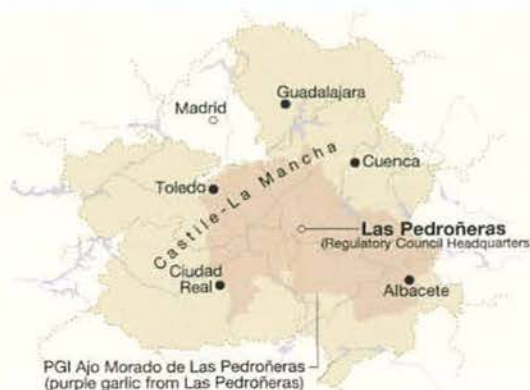 Guadalajara
Madrid
Cuenca
Toledo
Castile-La Mancha
Las Pedroñeras
(Regulatory Council Headquarters
Ciudad
Real
Albacete
PGI Ajo Morado de Las Pedroñeras
(purple garlic from Las Pedroñeras)